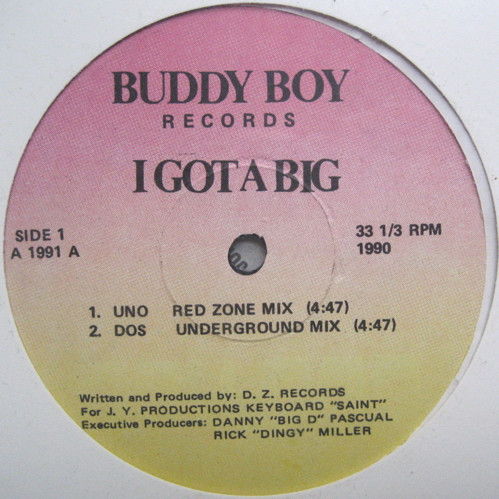 BUDDY BOY
RECORDS
I GOT A BIG
SIDE 1
A 1991 A
33 1/3 RPM
1990
1. UNO RED ZONE MIX (4:47)
2. DOS UNDERGROUND MIX (4:47)
Written and Produced by: D. Z. RECORDS
For J. Y. PRODUCTIONS KEYBOARD "SAINT"
Executive Producers: DANNY "BIG D" PASCUAL
RICK "DINGY" MILLER